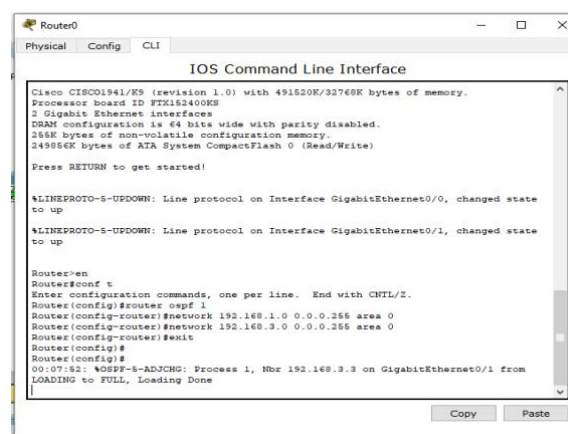 Router0
Physical Config CLI
IOS Command Line Interface
Cisco CISCO1941/K9 (revision 1.0) with 491520K/32768K bytes of memory.
Processor board ID FTX152400KS
2 Gigabit Ethernet interfaces
DRAM configuration is 64 bits wide with parity disabled.
255K bytes of non-volatile configuration memory.
249856K bytes of ATA System CompactFlash 0 (Read/Write)
Press RETURN to get started!
%LINEPROTO-5-UPDOWN: Line protocol on Interface GigabitEthernet0/0, changed state
to up
%LINEPROTO-5-UPDOWN: Line protocol on Interface GigabitEthernet0/1, changed state
to up
Router>en
Router#conf t
Enter configuration commands, one per line. End with CNTL/Z.
Router(config)#router ospf 1
Router(config-router)#network 192.168.1.0 0.0.0.255 area 0
Router(config-router)#network 192.168.3.0 0.0.0.255 area 0
Router(config-router)#exit
Router(config)#
Router(config)#
00:07:52: %OSPF-5-ADJCHG: Process 1, Nbr 192.168.3.3 on GigabitEthernet0/1 from
LOADING to FULL, Loading Done
Copy Paste